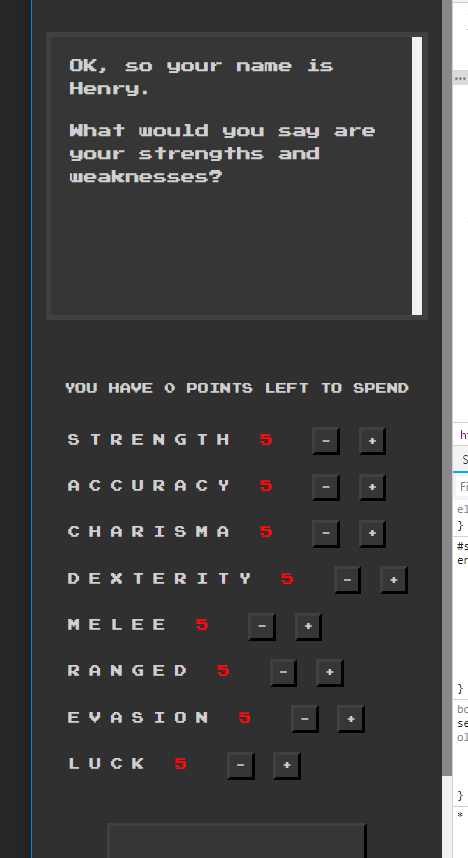 OK, so your name is
Henry.
What would you say are
your strengths and
weaknesses?
YOU HAVE 0 POINTS LEFT TO SPEND
STRENGTH 5 - +
ACCURACY 5 - +
CHARISMA 5 - +
DEXTERITY 5 - +
MELEE 5 - +
RANGED 5 - +
EVASION 5 - +
LUCK 5 - +